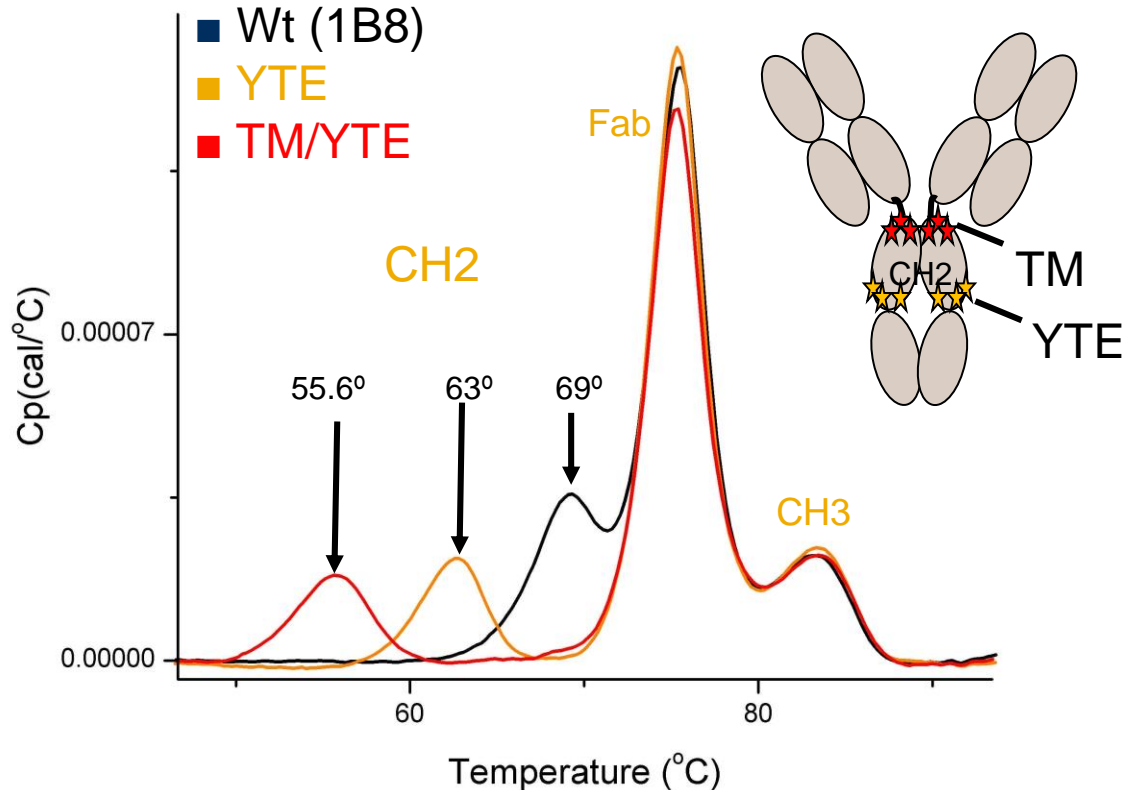 Wt (1B8)
YTE
TM/YTE
Fab
CH2
CH2
TM
YTE
0.00007
55.6º
63º
69º
CH3
Cp(cal/°C)
0.00000
60
80
Temperature (°C)